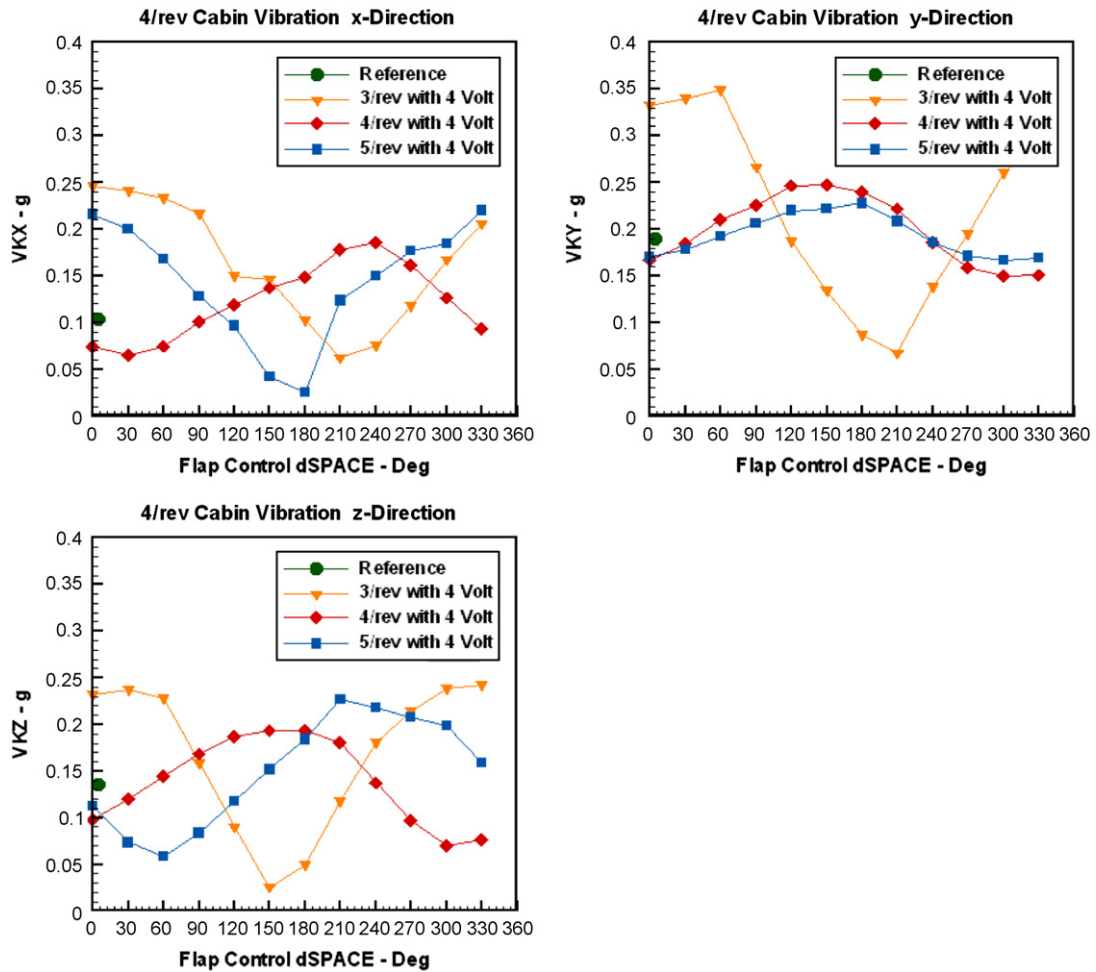 4/rev Cabin Vibration x-Direction
0.4
0.35
0.3
0.25
0.2
0.15
0.1
0.05
0
VKX - g
Reference
3/rev with 4 Volt
4/rev with 4 Volt
5/rev with 4 Volt
0 30 60 90 120 150 180 210 240 270 300 330 360
Flap Control dSPACE - Deg
4/rev Cabin Vibration y-Direction
0.4
0.35
0.3
0.25
0.2
0.15
0.1
0.05
0
VKY - g
Reference
3/rev with 4 Volt
4/rev with 4 Volt
5/rev with 4 Volt
0 30 60 90 120 150 180 210 240 270 300 330 360
Flap Control dSPACE - Deg
4/rev Cabin Vibration z-Direction
0.4
0.35
0.3
0.25
0.2
0.15
0.1
0.05
0
VKZ - g
Reference
3/rev with 4 Volt
4/rev with 4 Volt
5/rev with 4 Volt
0 30 60 90 120 150 180 210 240 270 300 330 360
Flap Control dSPACE - Deg